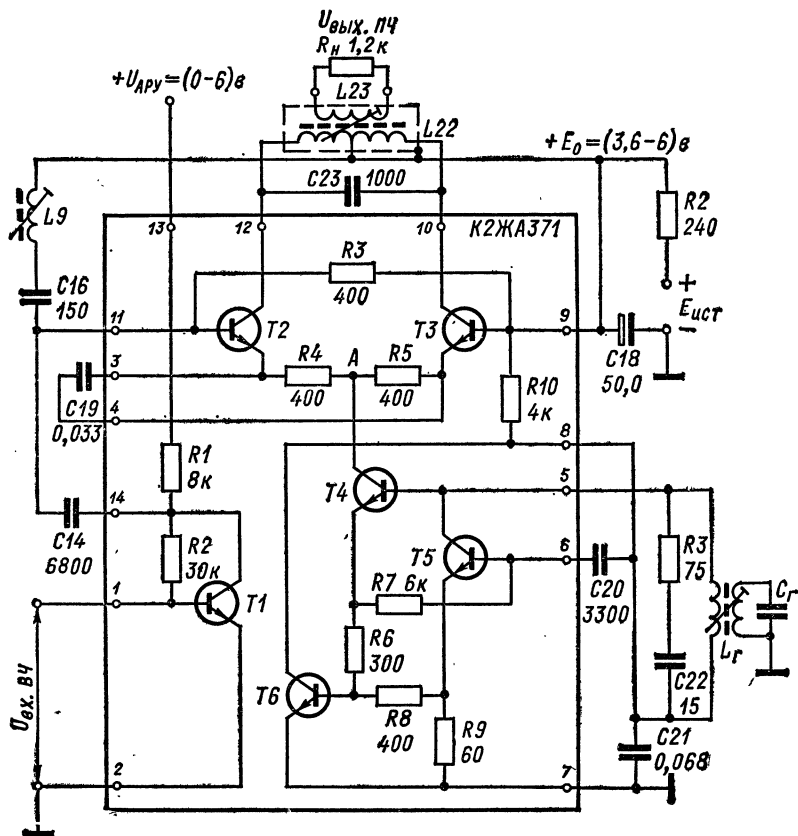 Uвых. ПЧ
Rн 1,2к
+UАРУ=(0-6)в
L23
L22
+E₀=(3,6-6)в
C23 1000
L9
R2
240
13
12
10
К2ЖА371
R3
400
C16
150
+
Eист
−
11
T2
T3
9
C18
50,0
3
R4
400
A
R5
400
C19
0,033
4
R10
4к
8
R1
8к
T4
5
14
C14
6800
R2
30к
T5
6
R3
75
1
T1
R7 6к
C20
3300
Cг
Lг
R6
300
Uвх. ВЧ
T6
R8
400
R9
60
C22
15
C21
0,068
2
7